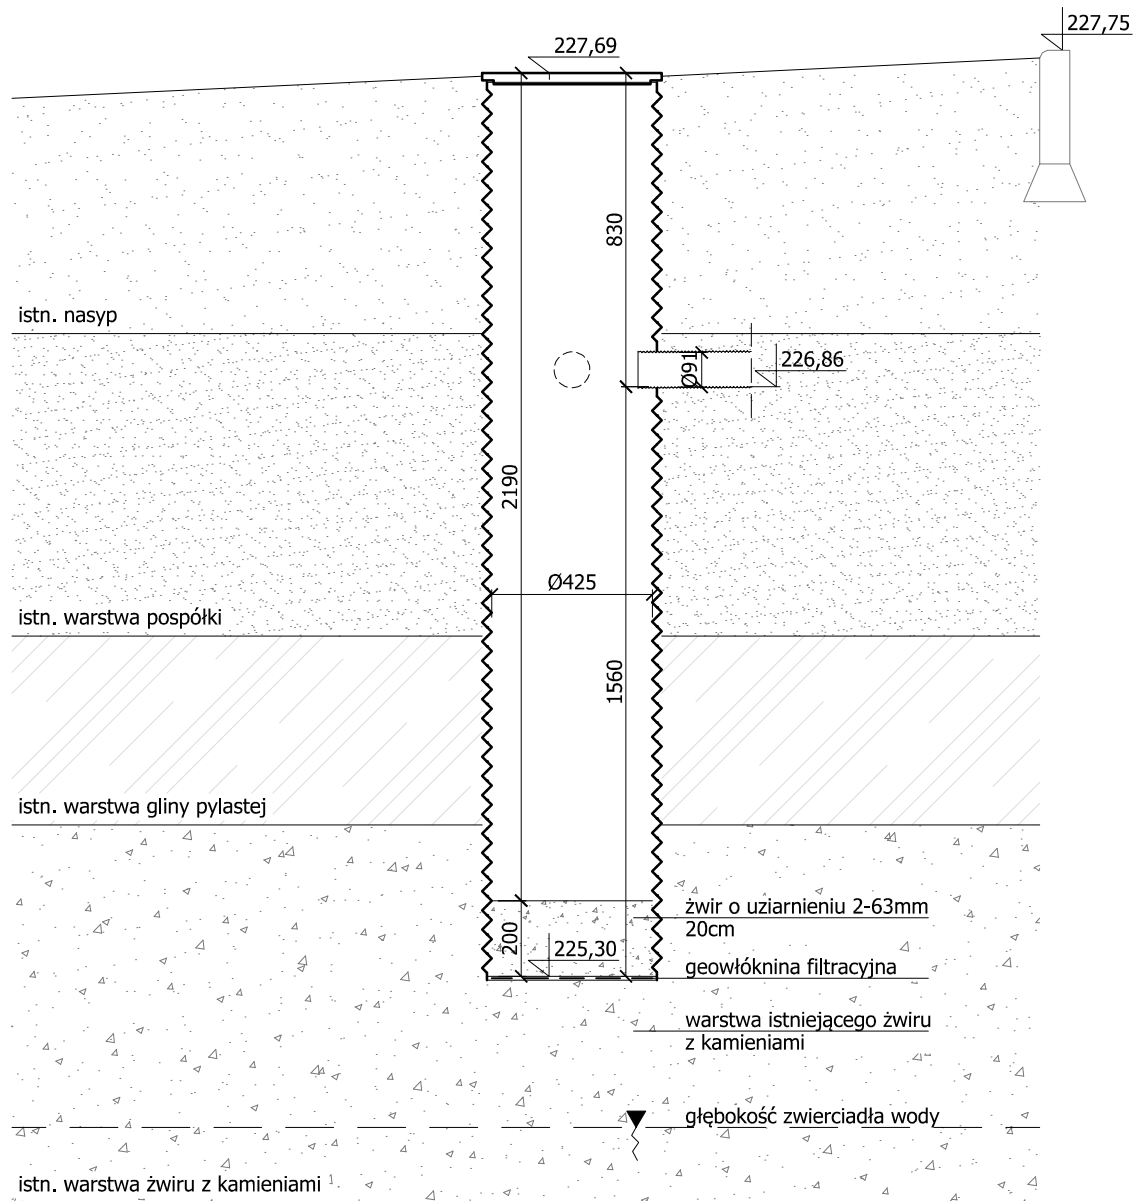 227,75
227,69
830
istn. nasyp
Ø91
226,86
2190
Ø425
istn. warstwa pospółki
1560
istn. warstwa gliny pylastej
żwir o uziarnieniu 2-63mm
20cm
200
225,30
geowłóknina filtracyjna
warstwa istniejącego żwiru
z kamieniami
głębokość zwierciadła wody
istn. warstwa żwiru z kamieniami